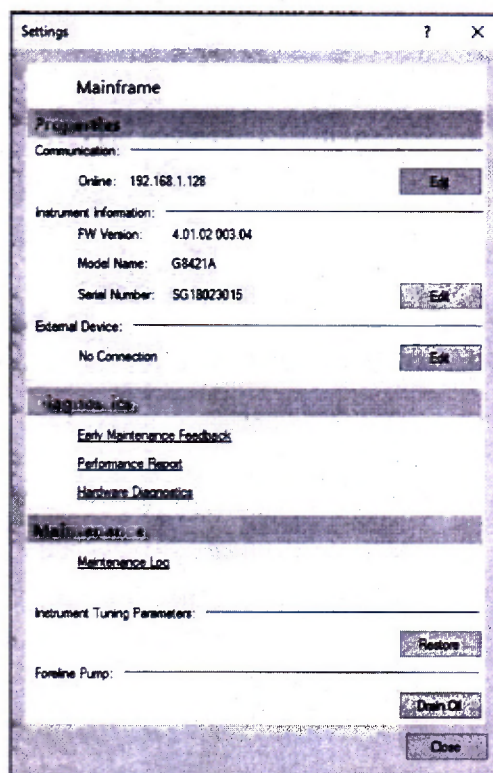 Settings ? X
Mainframe
Properties
Communication:
Online: 192.168.1.128 Edit
Instrument Information:
FW Version: 4.01.02 003.04
Model Name: G8421A
Serial Number: SG18023015 Edit
External Device:
No Connection Edit
Diagnostics
Early Maintenance Feedback
Performance Report
Hardware Diagnostics
Maintenance
Maintenance Log
Instrument Tuning Parameters:
Restore
Foreline Pump:
Drain Oil
Close